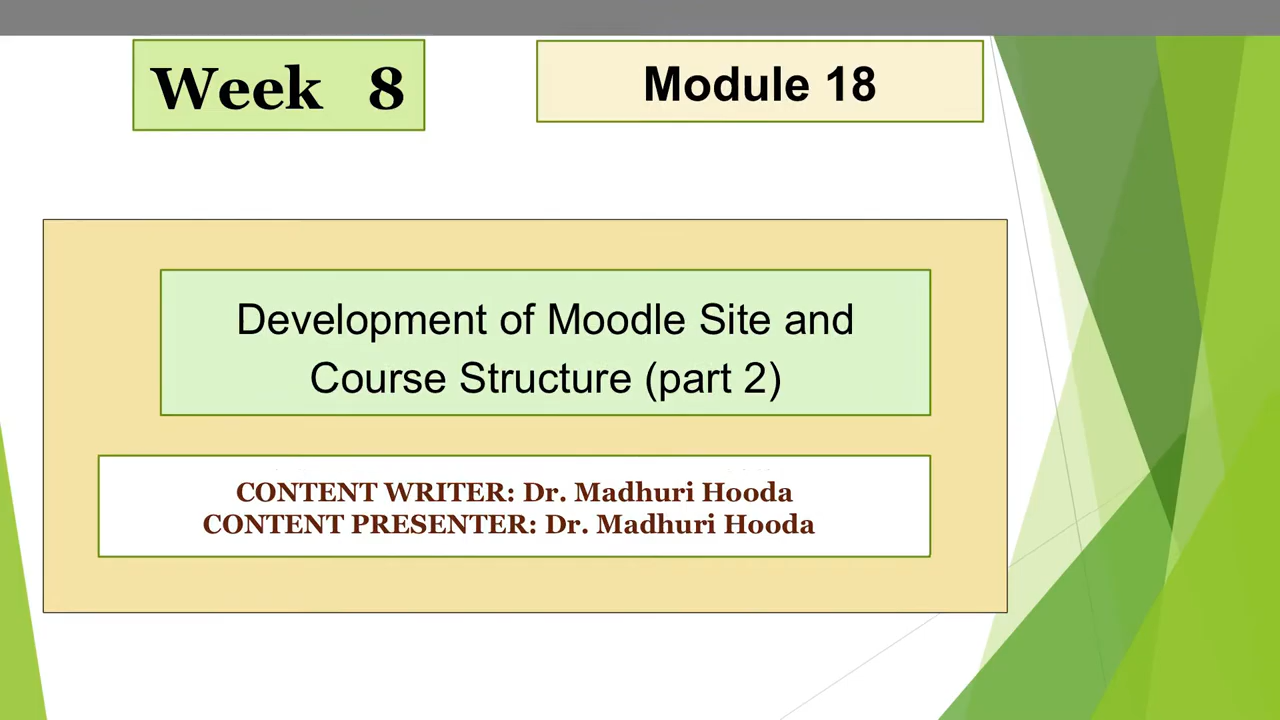 Week 8
Module 18
Development of Moodle Site and
Course Structure (part 2)
CONTENT WRITER: Dr. Madhuri Hooda
CONTENT PRESENTER: Dr. Madhuri Hooda